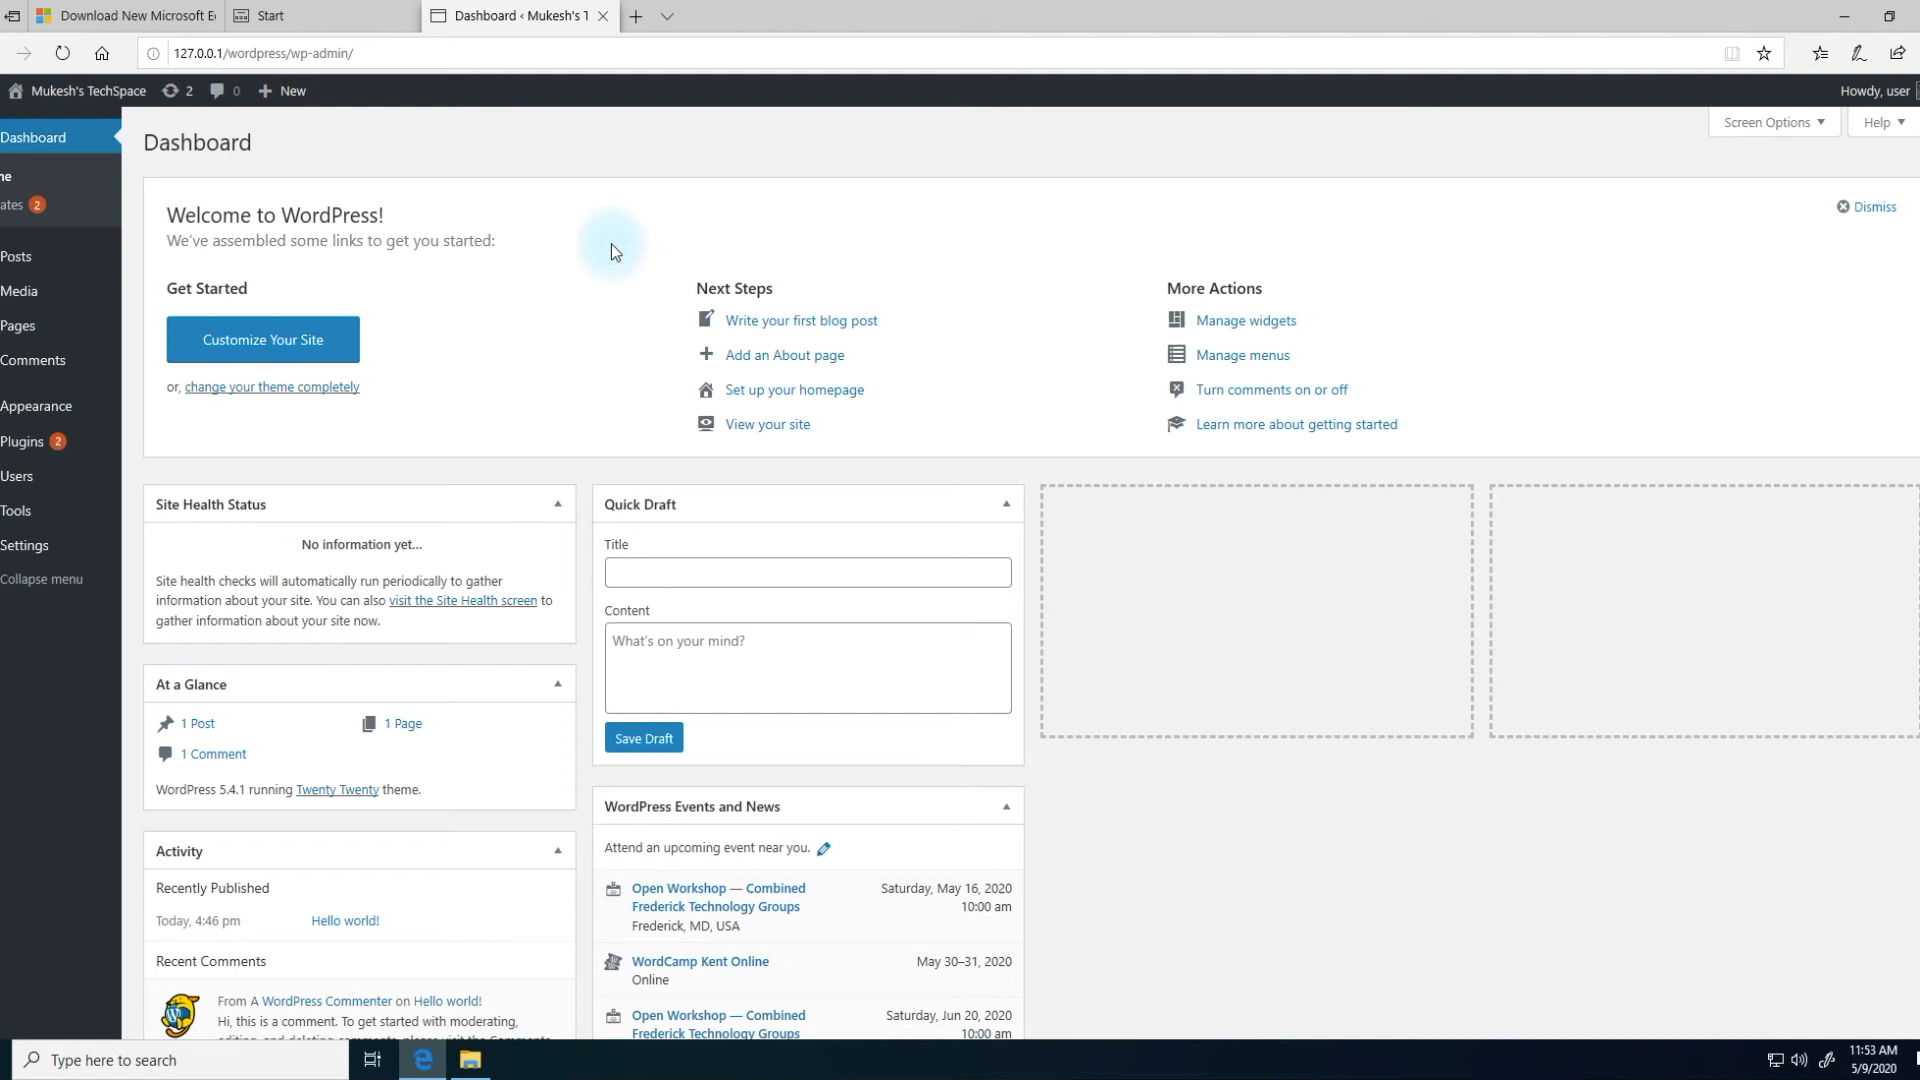 Download New Microsoft E
Start
Dashboard ‹ Mukesh's T
127.0.0.1/wordpress/wp-admin/
Mukesh's TechSpace
2
0
New
Howdy, user
Dashboard
Screen Options
Help
Dashboard
me
ates 2
Posts
Media
Pages
Comments
Appearance
Plugins 2
Users
Tools
Settings
Collapse menu
Welcome to WordPress!
We've assembled some links to get you started:
Dismiss
Get Started
Customize Your Site
or, change your theme completely
Next Steps
Write your first blog post
Add an About page
Set up your homepage
View your site
More Actions
Manage widgets
Manage menus
Turn comments on or off
Learn more about getting started
Site Health Status
No information yet...
Site health checks will automatically run periodically to gather
information about your site. You can also visit the Site Health screen to
gather information about your site now.
At a Glance
1 Post
1 Page
1 Comment
WordPress 5.4.1 running Twenty Twenty theme.
Activity
Recently Published
Today, 4:46 pm
Hello world!
Recent Comments
From A WordPress Commenter on Hello world!
Hi, this is a comment. To get started with moderating,
editing, and deleting comments, please visit the Comments
Quick Draft
Title
Content
What's on your mind?
Save Draft
WordPress Events and News
Attend an upcoming event near you.
Open Workshop — Combined
Frederick Technology Groups
Frederick, MD, USA
Saturday, May 16, 2020
10:00 am
WordCamp Kent Online
Online
May 30–31, 2020
Open Workshop — Combined
Frederick Technology Groups
Saturday, Jun 20, 2020
10:00 am
Type here to search
11:53 AM
5/9/2020